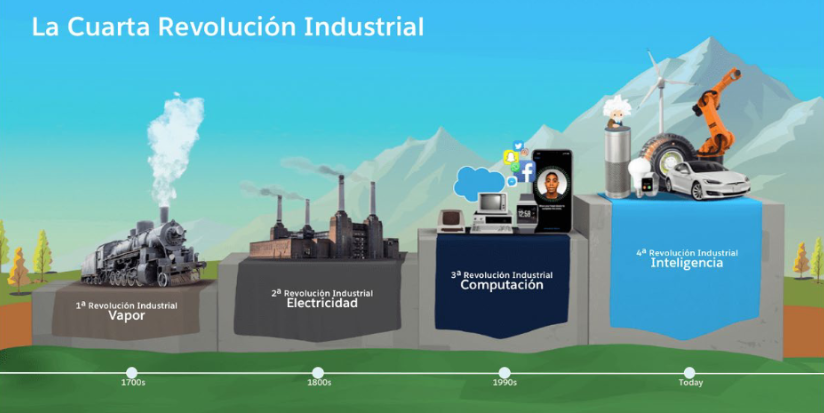 La Cuarta Revolución Industrial
1ª Revolución Industrial
Vapor
2ª Revolución Industrial
Electricidad
3ª Revolución Industrial
Computación
4ª Revolución Industrial
Inteligencia
1700s
1800s
1990s
Today